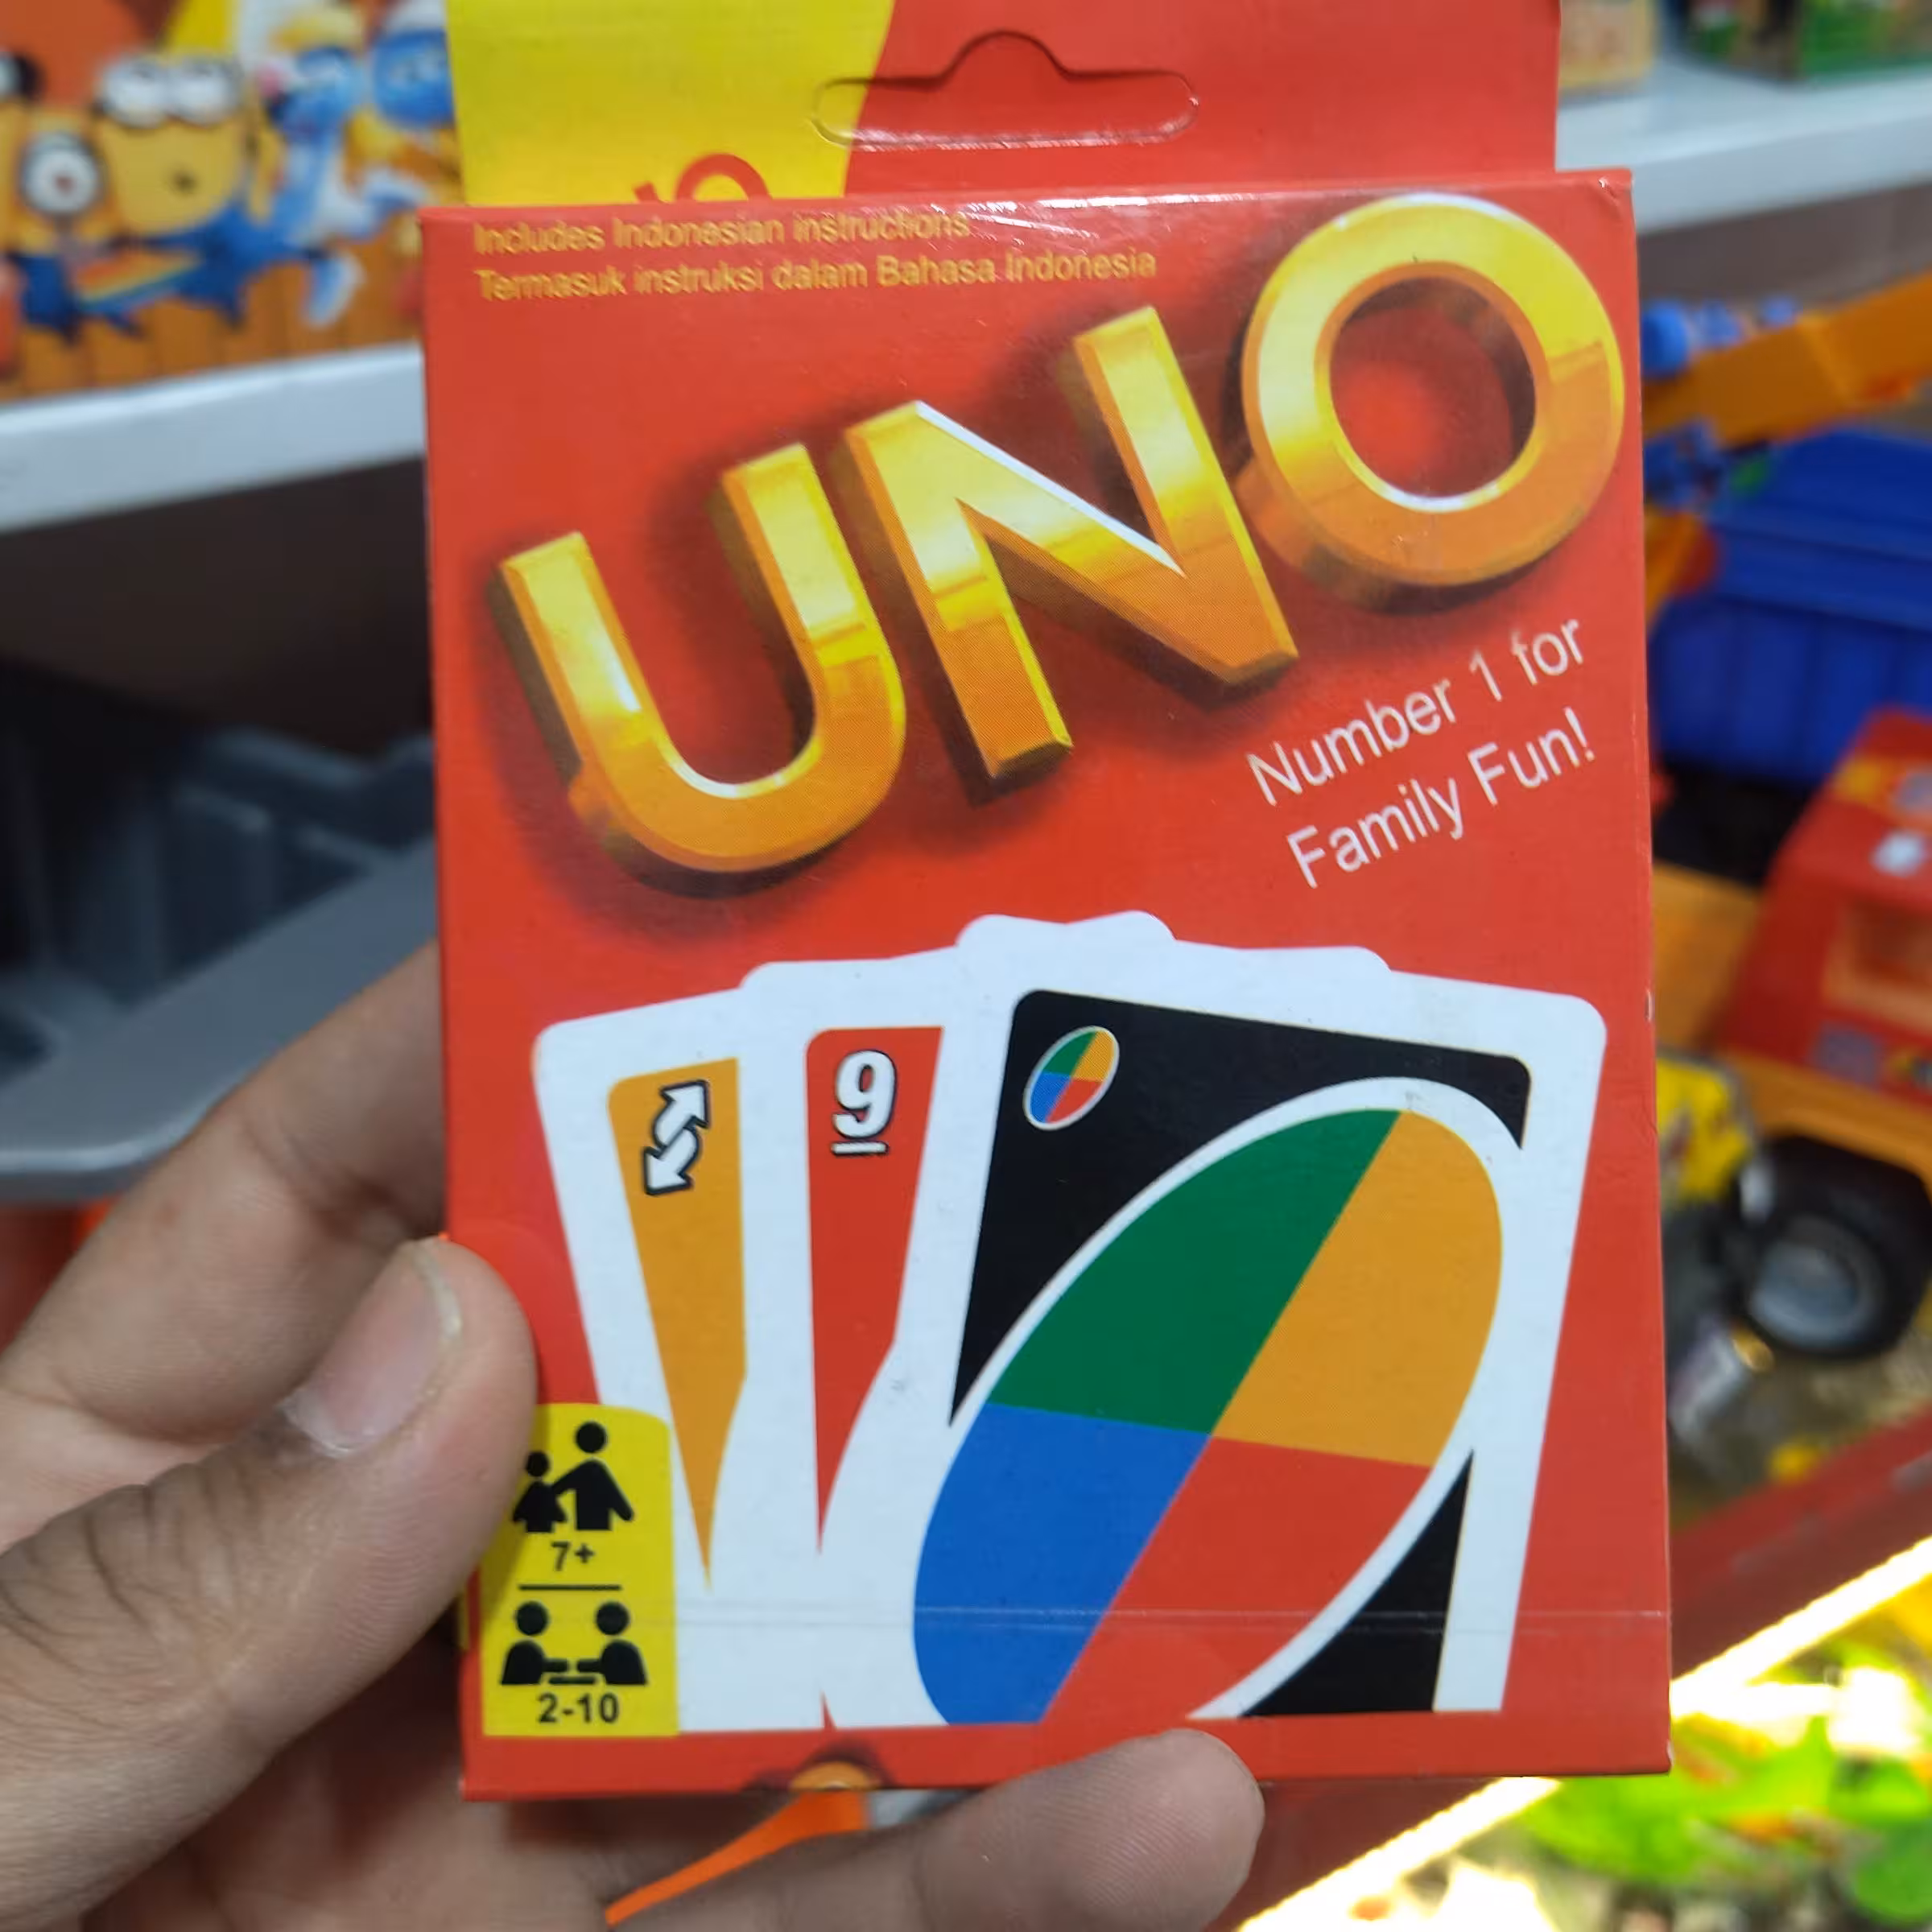 Includes Indonesian instructions
Termasuk instruksi dalam Bahasa Indonesia
UNO
Number 1 for
Family Fun!
9
7+
2-10